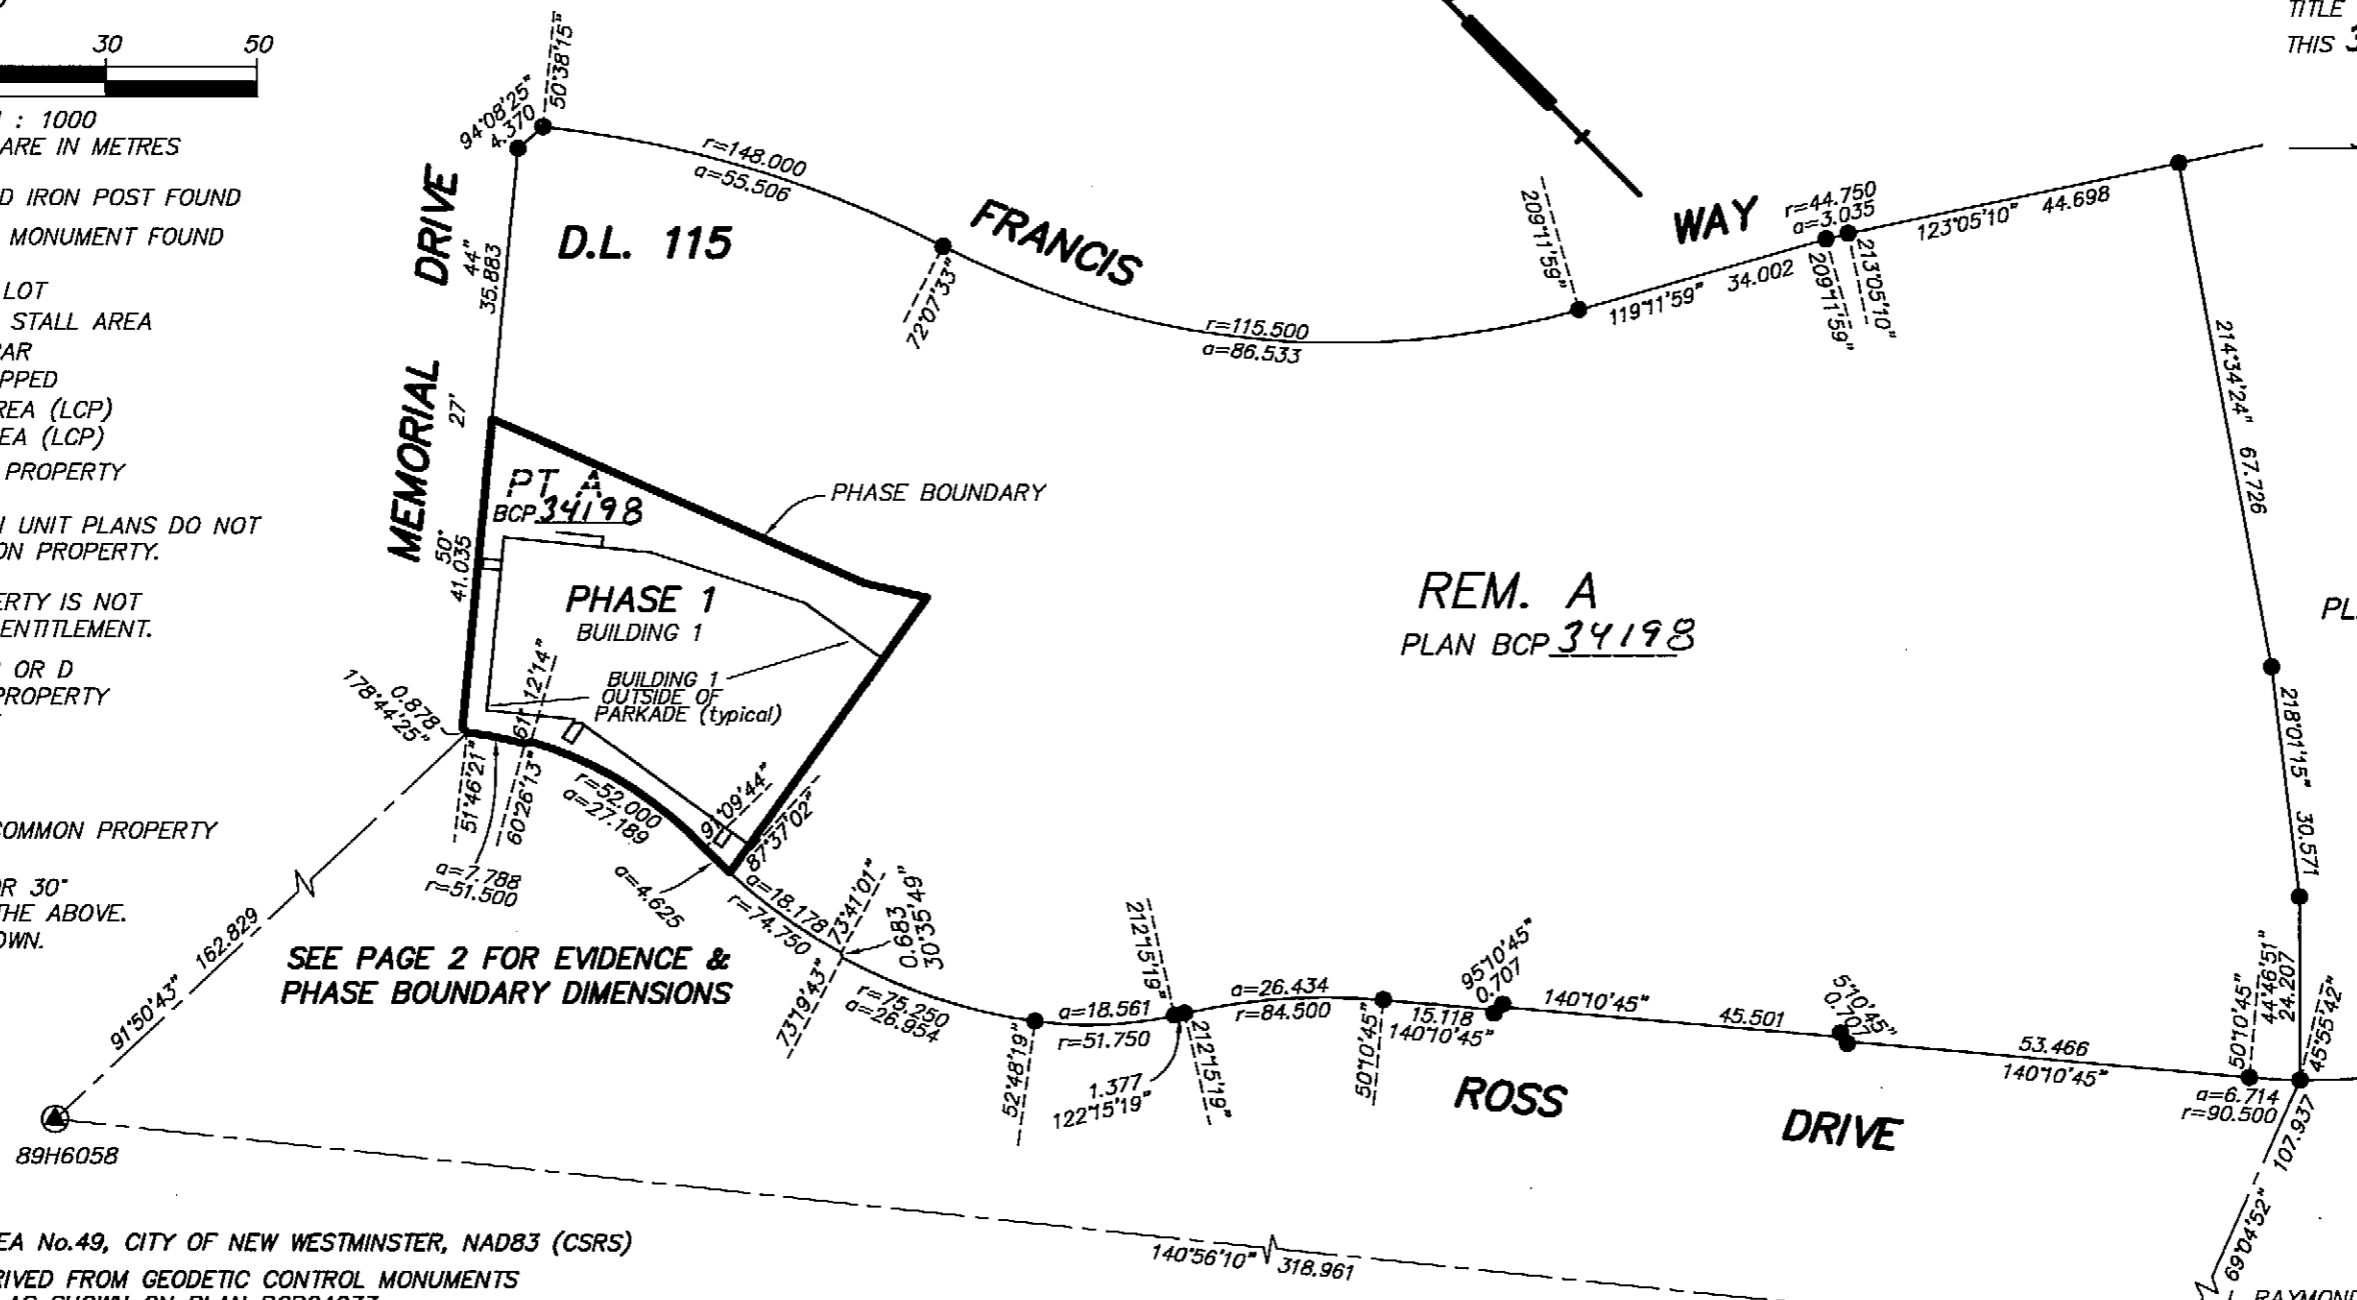 30 50
: 1000
ARE IN METRES
D IRON POST FOUND
MONUMENT FOUND
LOT
STALL AREA
CAR
PPED
REA (LCP)
EA (LCP)
PROPERTY
UNIT PLANS DO NOT
ON PROPERTY.
ERTY IS NOT
ENTITLEMENT.
OR D
PROPERTY
COMMON PROPERTY
OR 30°
THE ABOVE.
OWN.
TITLE
THIS 3
94°08'25"
4.370
50°38'15"
r=148.000
a=55.506
D.L. 115
MEMORIAL DRIVE
44"
35.883
27'
50°
41.035
FRANCIS WAY
72°07'33"
r=115.500
a=86.533
209°11'59"
119°11'59" 34.002
r=44.750
a=3.035
209°11'59"
213°05'10"
123°05'10" 44.698
214°34'24" 67.726
218°01'15" 30.571
PT A
BCP 34198
PHASE BOUNDARY
PHASE 1
BUILDING 1
BUILDING 1
OUTSIDE OF
PARKADE (typical)
REM. A
PLAN BCP 34198
PL
0.878
178°44'25"
51°46'21"
61° 12'14"
60°26'13"
r=52.000
a=27.189
a=7.788
r=51.500
91°09'44"
87°37'02"
a=4.625
a=18.178
r=74.750
73°41'01"
0.683
30°35'49"
73°19'43"
r=75.250
a=26.954
52°48'19"
a=18.561
r=51.750
212°15'19"
1.377
122°15'19"
212°15'19"
a=26.434
r=84.500
50°10'45"
15.118
140°10'45"
95°10'45"
0.707
140°10'45" 45.501
5°10'45"
0.707
53.466
140°10'45"
50°10'45"
44°46'51"
24.207
45°55'42"
a=6.714
r=90.500
107.937
69°04'52"
ROSS DRIVE
SEE PAGE 2 FOR EVIDENCE &
PHASE BOUNDARY DIMENSIONS
91°50'43" 162.829
89H6058
140°56'10" 318.961
EA No.49, CITY OF NEW WESTMINSTER, NAD83 (CSRS)
RIVED FROM GEODETIC CONTROL MONUMENTS
RAYMOND